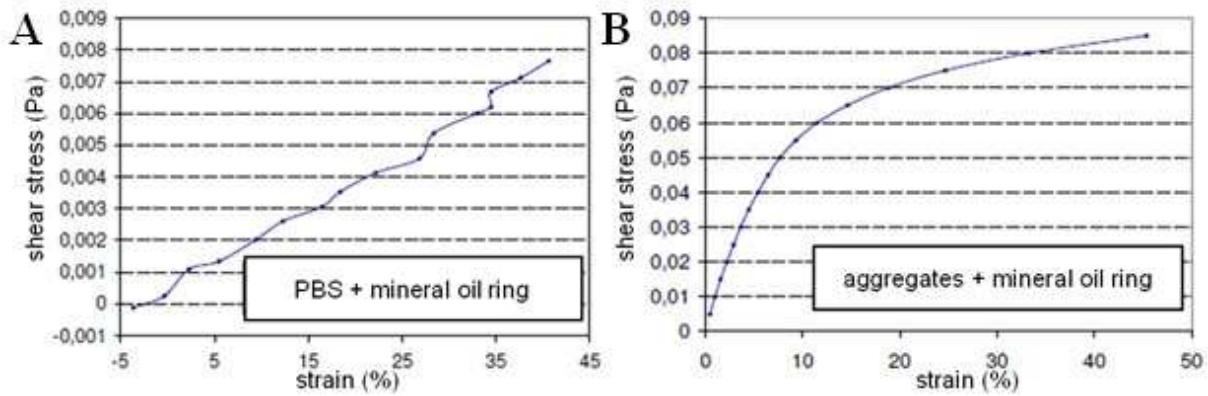 A
0,009
0,008
0,007
0,006
0,005
0,004
0,003
0,002
0,001
0
-0,001
shear stress (Pa)
PBS + mineral oil ring
-5 5 15 25 35 45
strain (%)
B
0,09
0,08
0,07
0,06
0,05
0,04
0,03
0,02
0,01
0
shear stress (Pa)
aggregates + mineral oil ring
0 10 20 30 40 50
strain (%)